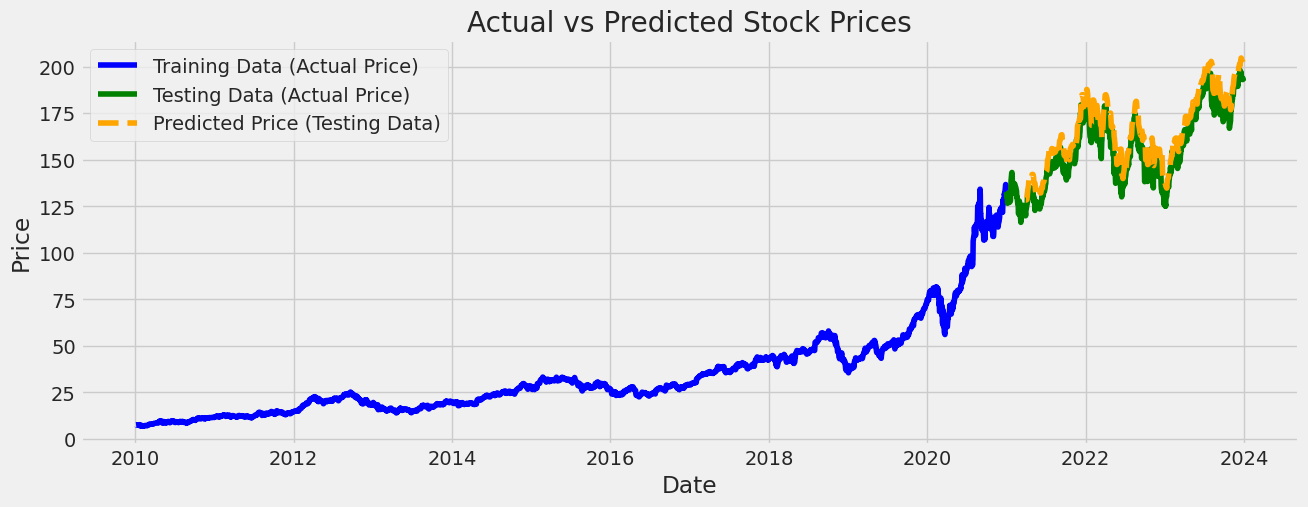 Actual vs Predicted Stock Prices
Training Data (Actual Price)
Testing Data (Actual Price)
Predicted Price (Testing Data)
Price
200
175
150
125
100
75
50
25
0
2010 2012 2014 2016 2018 2020 2022 2024
Date